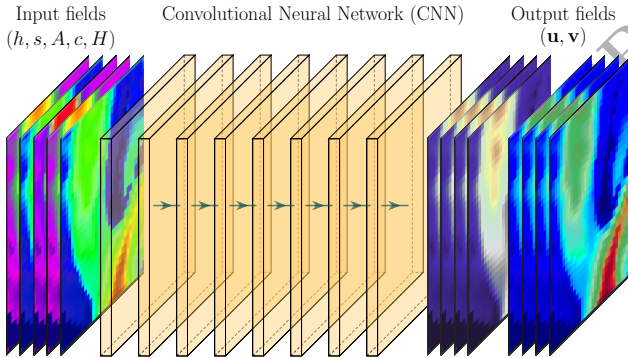 Input fields
(h, s, A, c, H)
Convolutional Neural Network (CNN)
Output fields
(u, v)